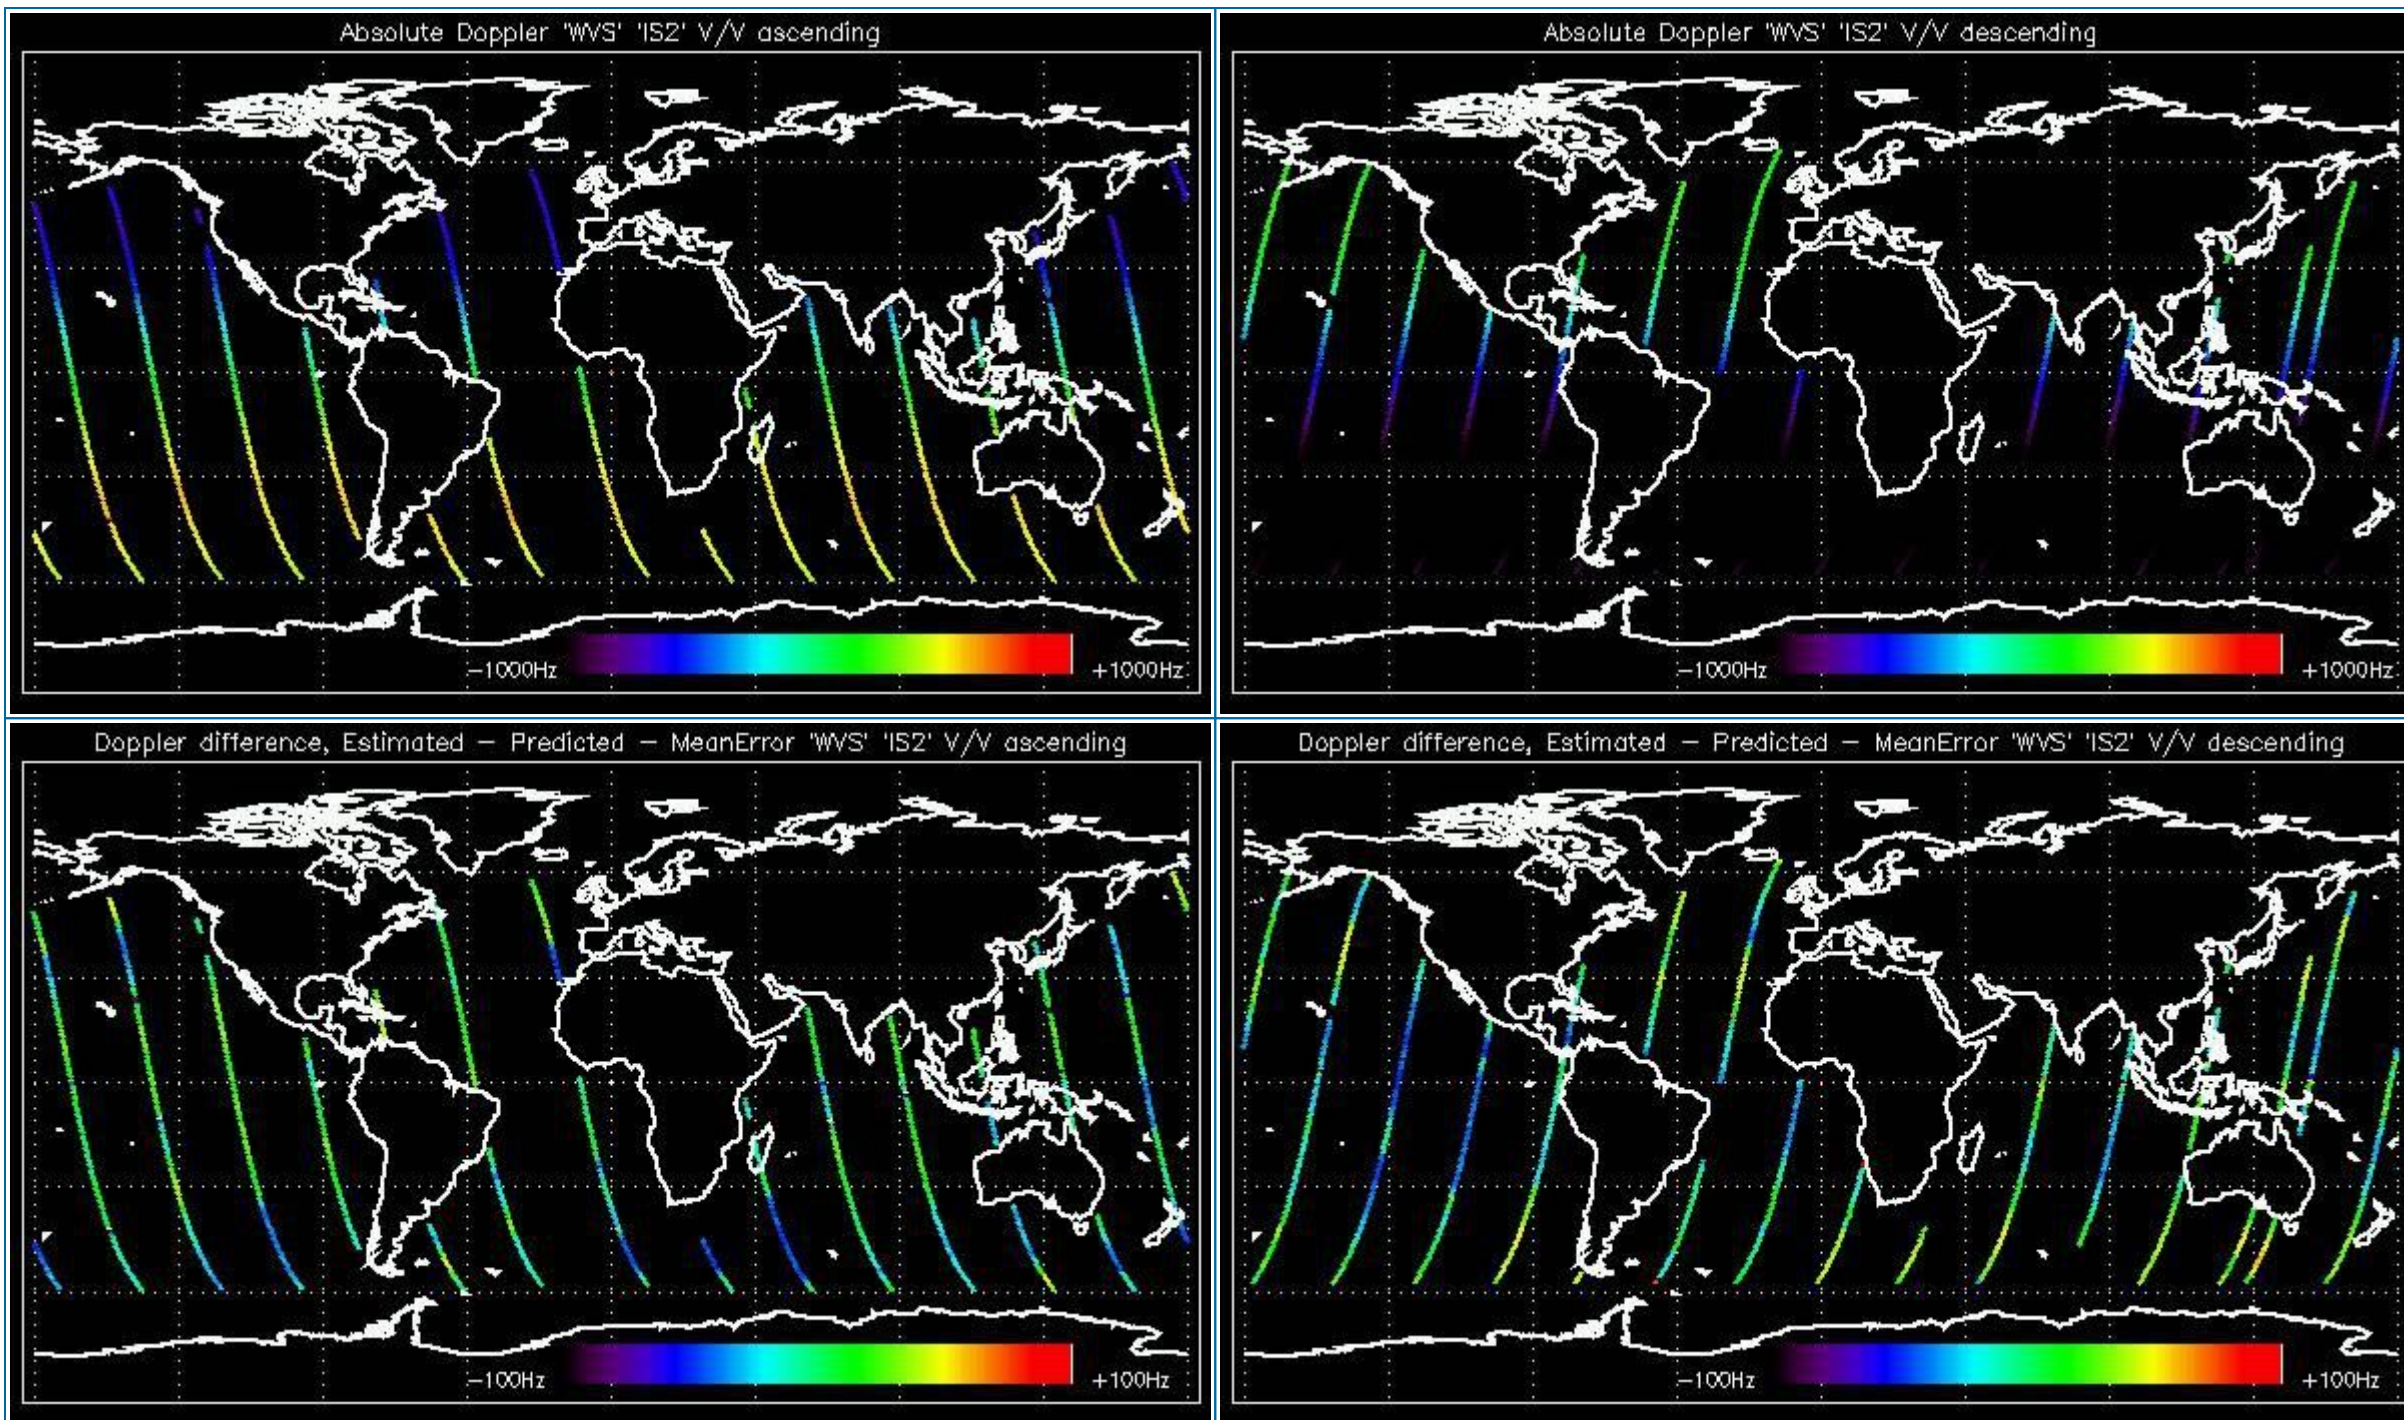 Absolute Doppler 'WVS' 'IS2' V/V ascending
-1000Hz
+1000Hz
Absolute Doppler 'WVS' 'IS2' V/V descending
-1000Hz
+1000Hz
Doppler difference, Estimated - Predicted - MeanError 'WVS' 'IS2' V/V ascending
-100Hz
+100Hz
Doppler difference, Estimated - Predicted - MeanError 'WVS' 'IS2' V/V descending
-100Hz
+100Hz